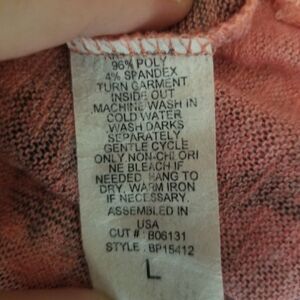 96% POLY
4% SPANDEX
TURN GARMENT
INSIDE OUT
MACHINE WASH IN
COLD WATER
WASH DARKS
SEPARATELY
GENTLE CYCLE
ONLY NON-CHLORI
NE BLEACH IF
NEEDED. HANG TO
DRY. WARM IRON
IF NECESSARY.
ASSEMBLED IN
USA
CUT # : B06131
STYLE : BP15412
L